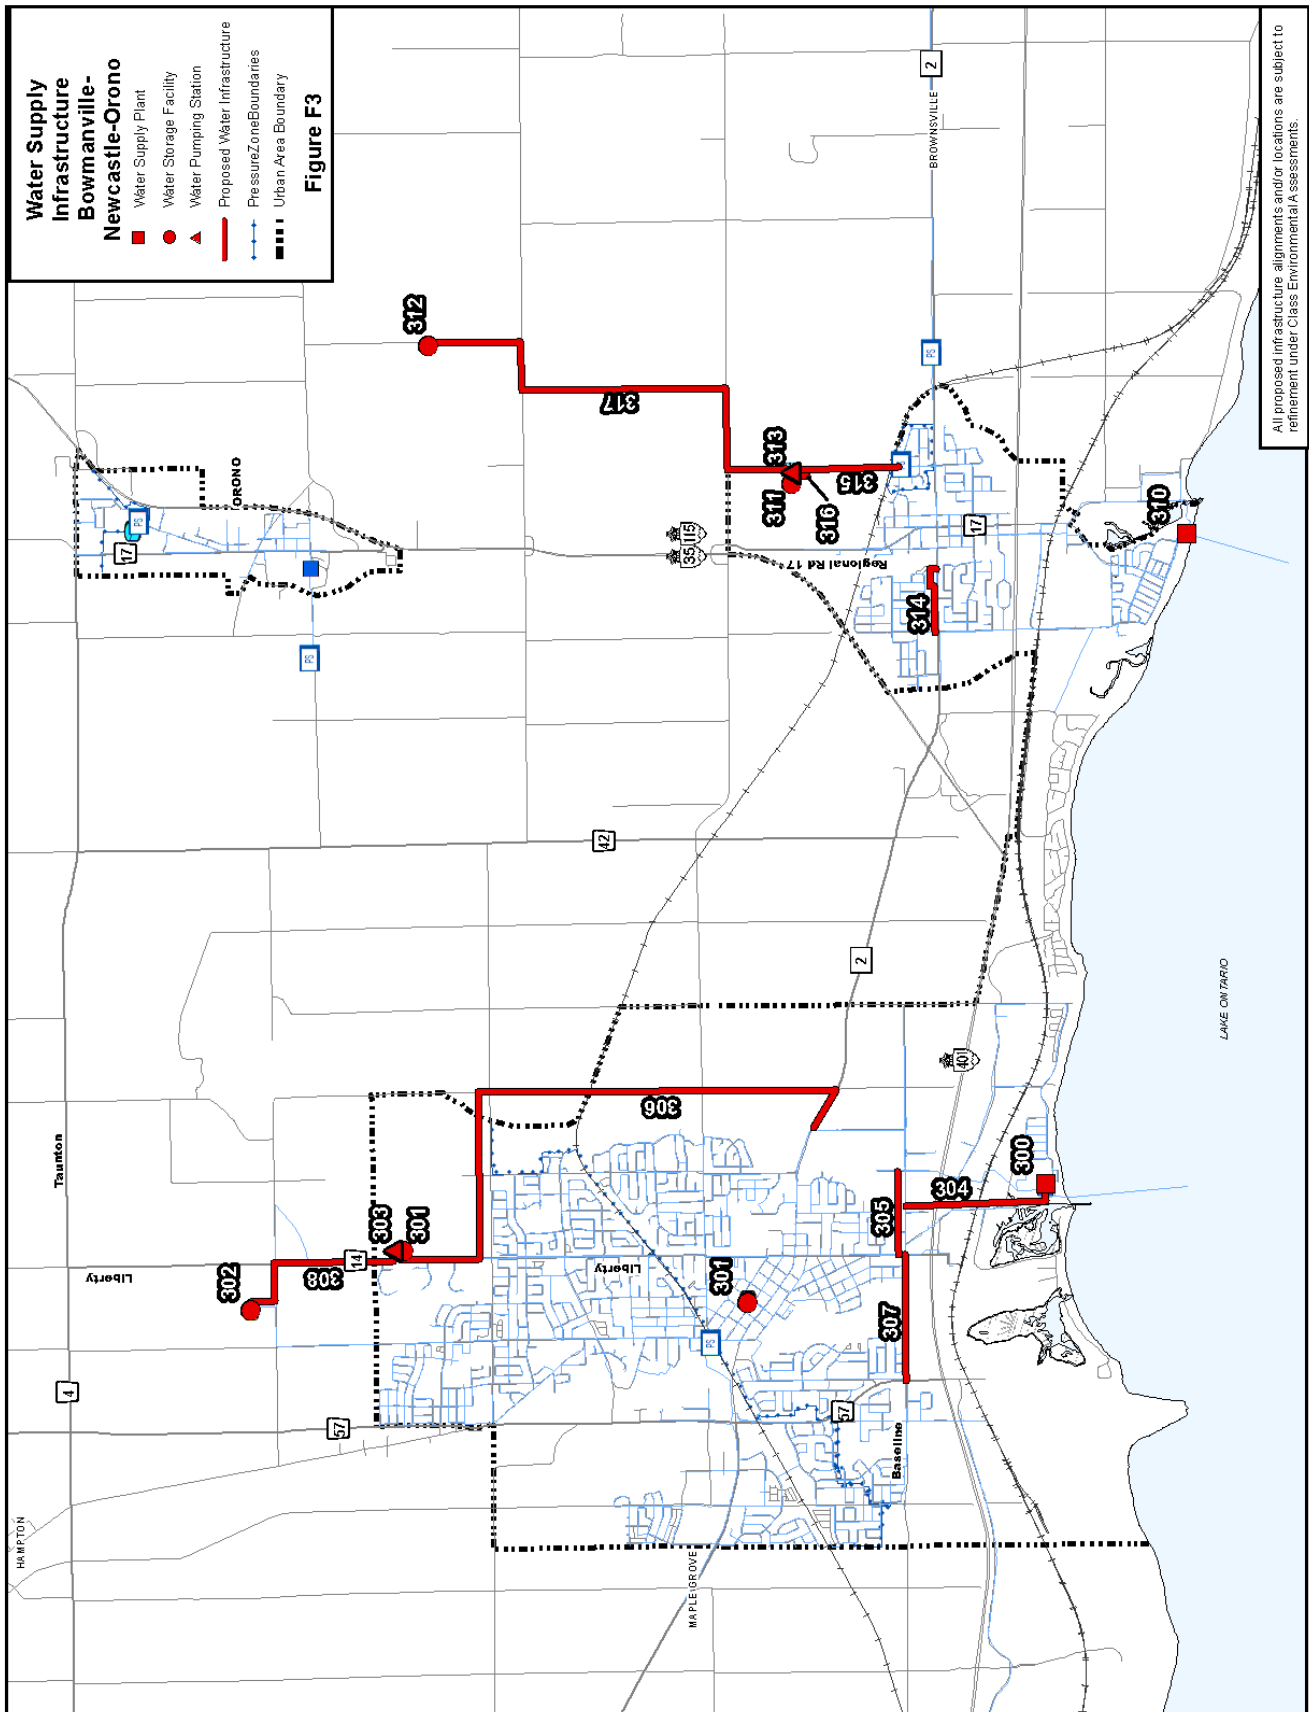 Water Supply
Infrastructure
Bowmanville-
Newcastle-Orono
Water Supply Plant
Water Storage Facility
Water Pumping Station
Proposed Water Infrastructure
PressureZoneBoundaries
Urban Area Boundary
Figure F3
HAMPTON
4
Taunton
57
Liberty
302
308
14
303
301
Liberty
301
PS
306
MAPLE GROVE
57
Baseline
307
305
304
300
401
2
42
LAKE ONTARIO
17
PS
ORONO
PS
312
317
35/115
313
311
316
315
Regional Rd 17
314
17
310
PS
BROWNSVILLE
2
All proposed infrastructure alignments and/or locations are subject to
refinement under Class Environmental Assessments.